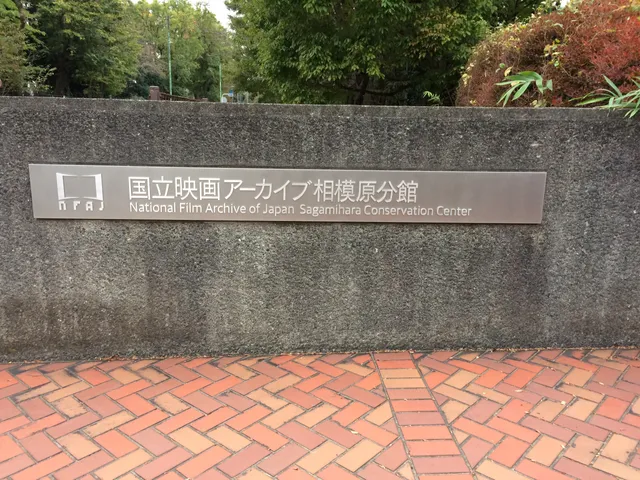 国立映画アーカイブ相模原分館
nfaj
National Film Archive of Japan Sagamihara Conservation Center